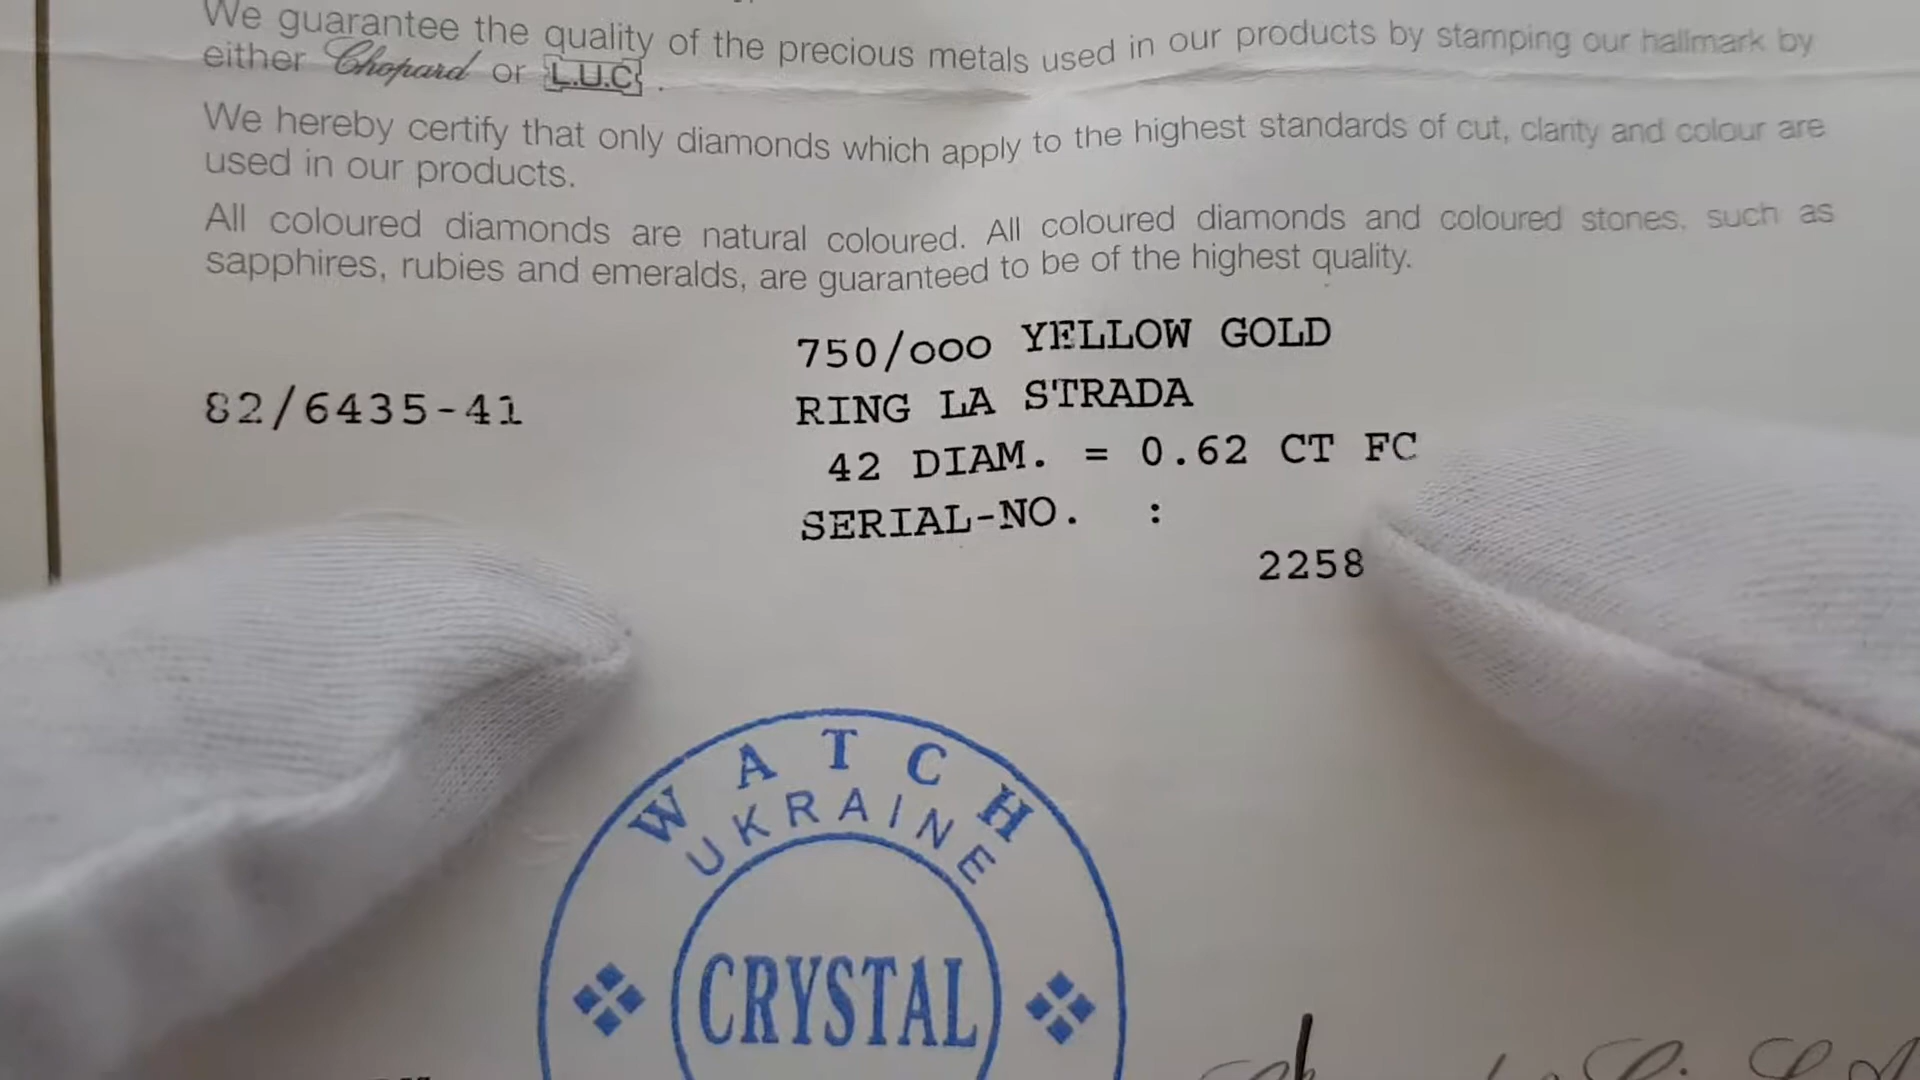 We guarantee the quality of the precious metals used in our products by stamping our hallmark by
either Chopard or L.U.C .
We hereby certify that only diamonds which apply to the highest standards of cut, clarity and colour are
used in our products.
All coloured diamonds are natural coloured. All coloured diamonds and coloured stones, such as
sapphires, rubies and emeralds, are guaranteed to be of the highest quality.
750/ooo YELLOW GOLD
82/6435-41 RING LA STRADA
42 DIAM. = 0.62 CT FC
SERIAL-NO. :
2258
WATCH
UKRAINE
CRYSTAL